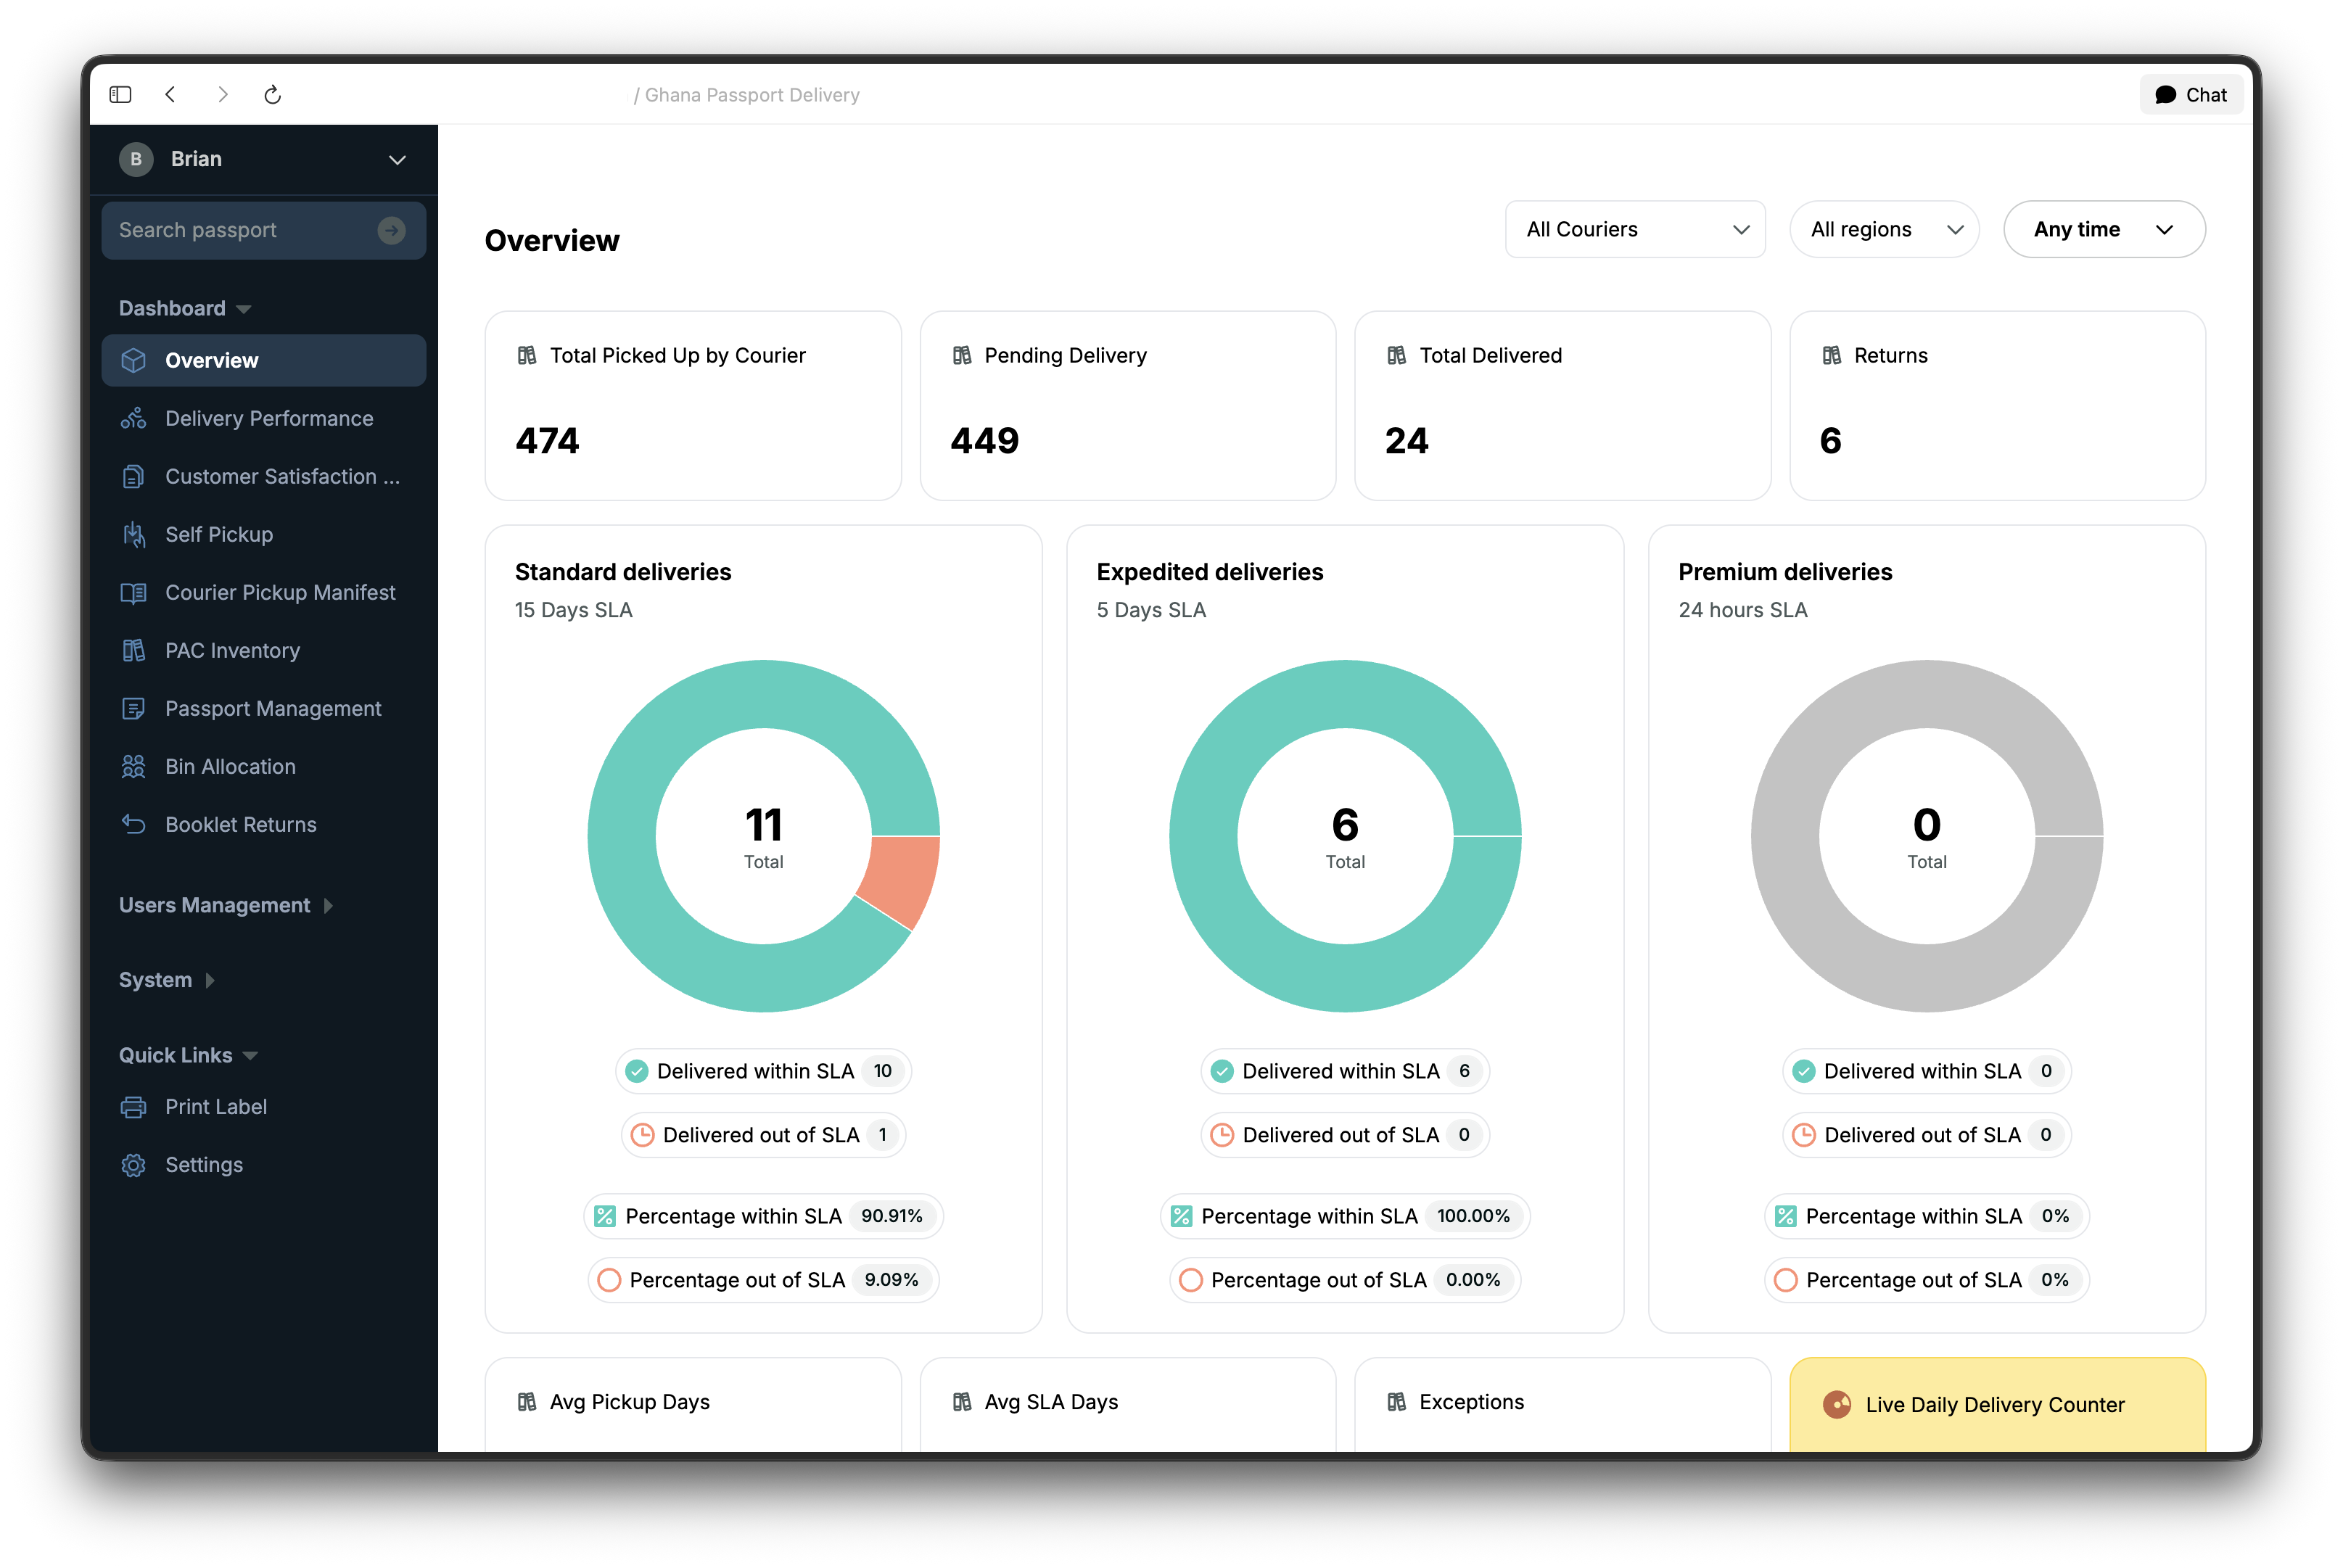 / Ghana Passport Delivery
Chat
B
Brian
Search passport
Dashboard
Overview
Delivery Performance
Customer Satisfaction ...
Self Pickup
Courier Pickup Manifest
PAC Inventory
Passport Management
Bin Allocation
Booklet Returns
Users Management
System
Quick Links
Print Label
Settings
Overview
All Couriers
All regions
Any time
Total Picked Up by Courier
474
Pending Delivery
449
Total Delivered
24
Returns
6
Standard deliveries
15 Days SLA
11
Total
Delivered within SLA 10
Delivered out of SLA 1
Percentage within SLA 90.91%
Percentage out of SLA 9.09%
Expedited deliveries
5 Days SLA
6
Total
Delivered within SLA 6
Delivered out of SLA 0
Percentage within SLA 100.00%
Percentage out of SLA 0.00%
Premium deliveries
24 hours SLA
0
Total
Delivered within SLA 0
Delivered out of SLA 0
Percentage within SLA 0%
Percentage out of SLA 0%
Avg Pickup Days
Avg SLA Days
Exceptions
Live Daily Delivery Counter